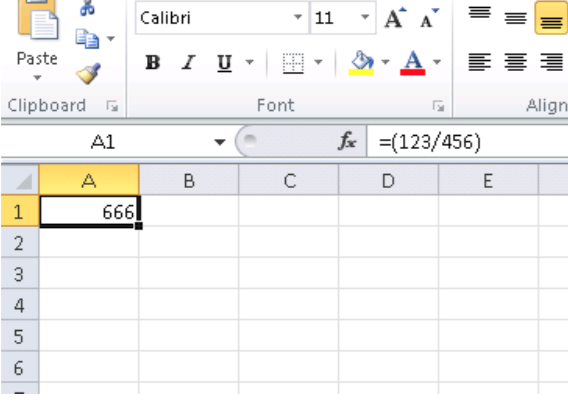 Calibri 11 A A
Paste B I U A
Clipboard Font Align
A1 fx =(123/456)
A B C D E
1 666
2
3
4
5
6